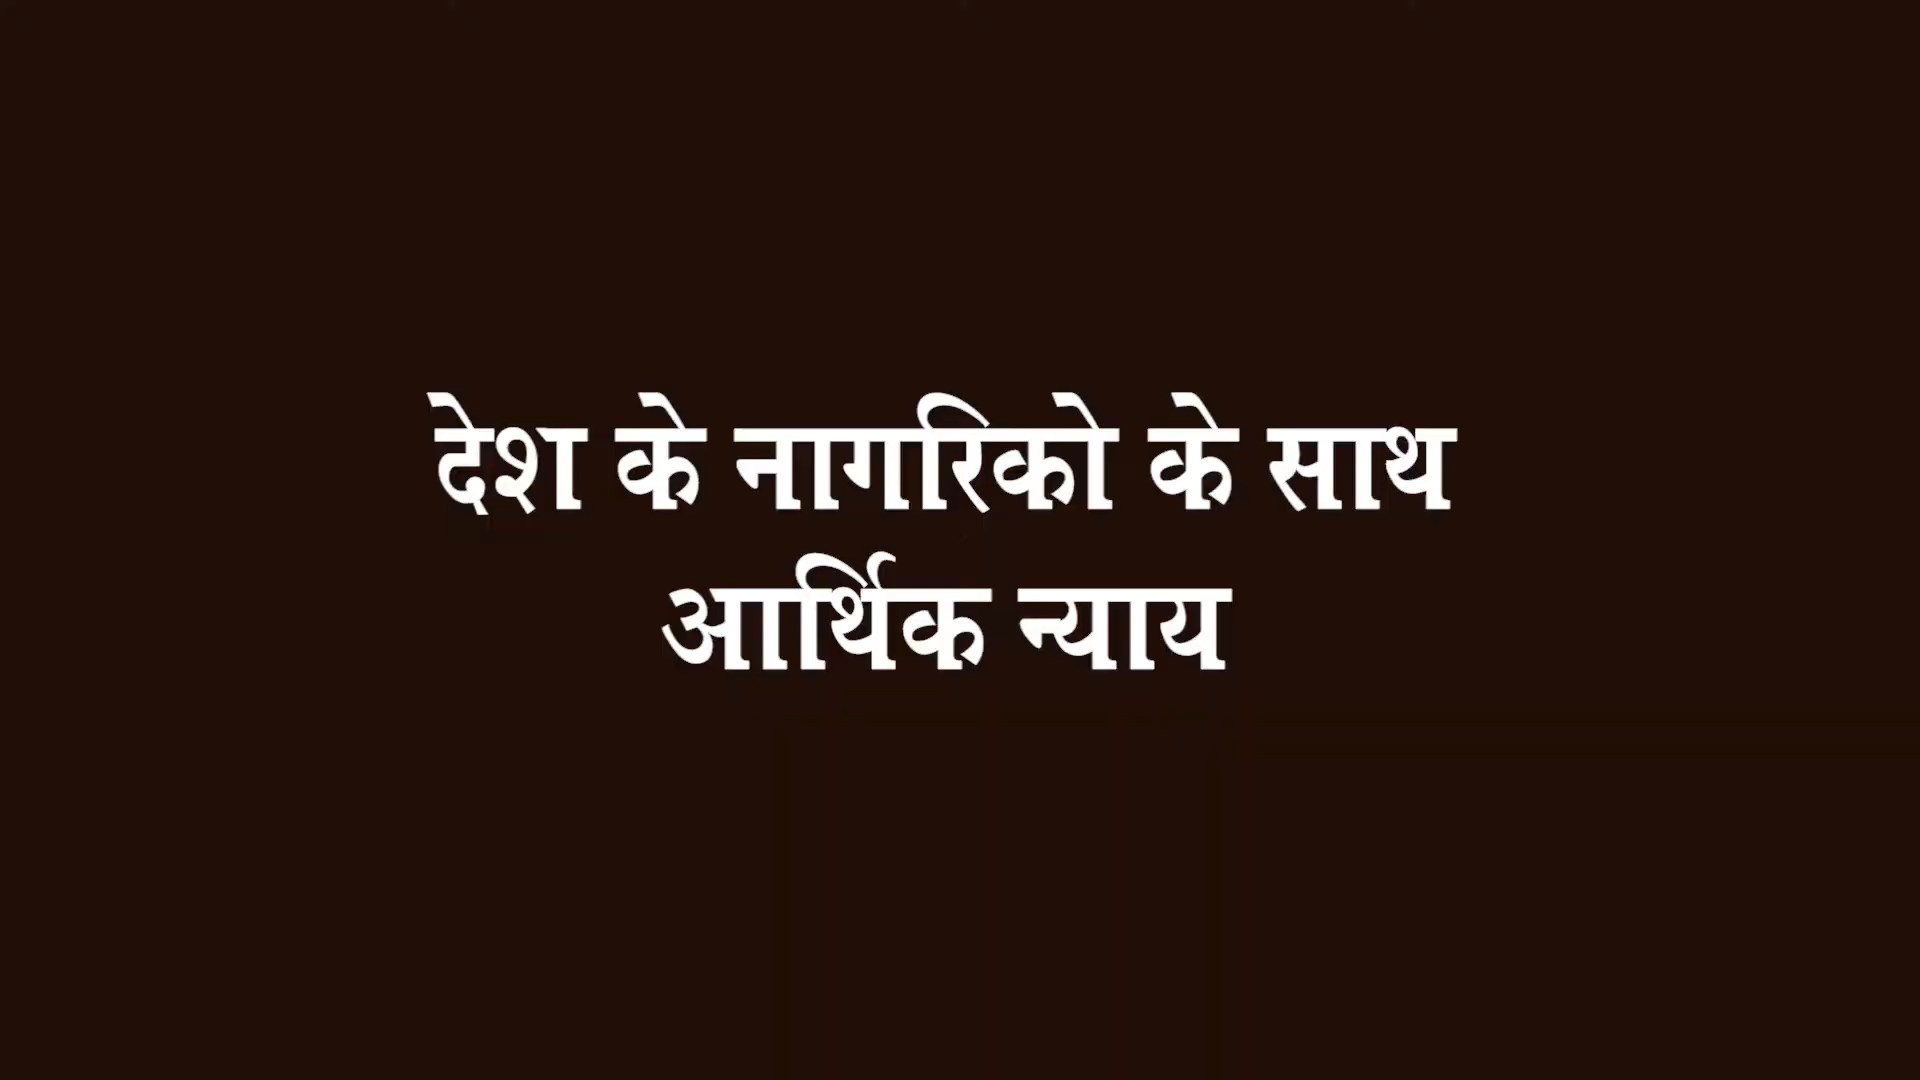 देश के नागरिको के साथ
आर्थिक न्याय